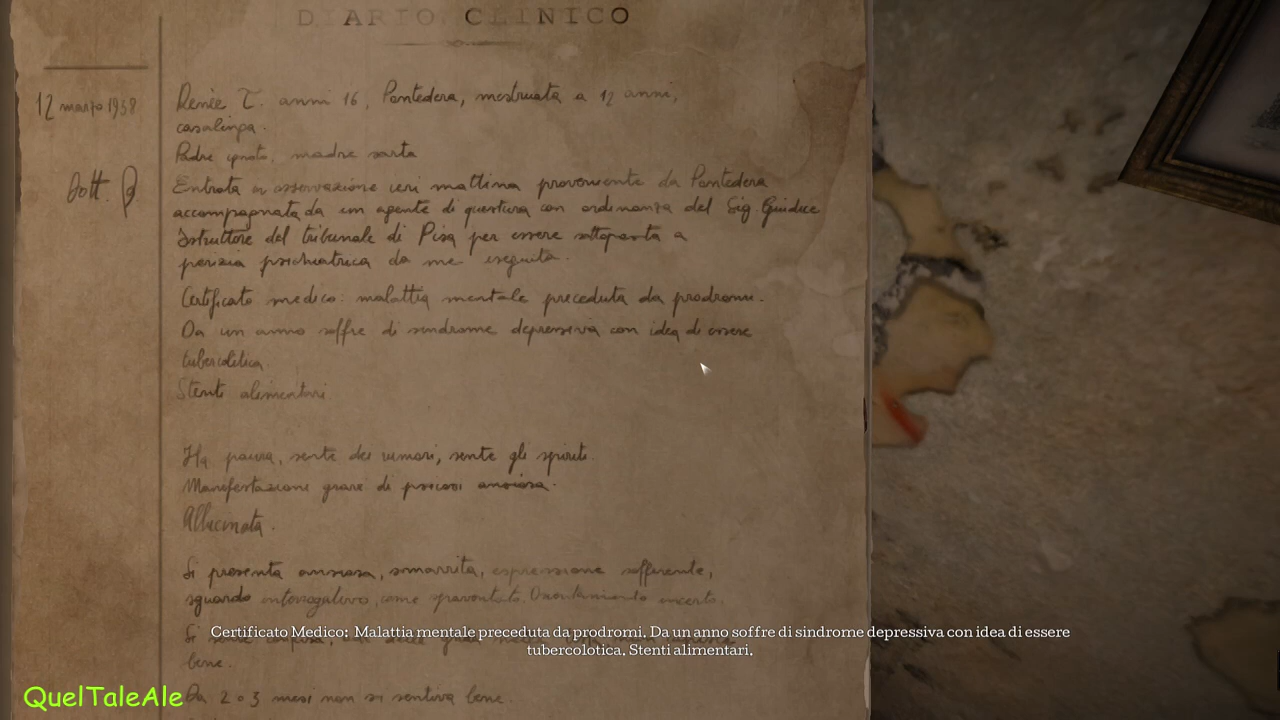 DIARIO CLINICO
12 marzo 1938
Renèe T. anni 16, Pontedera, mestruata a 12 anni,
casalinga.
Padre ignoto, madre sarta
Dott.
Entrata in osservazione ieri mattina proveniente da Pontedera
accompagnata da un agente di questura con ordinanza del Sig. Giudice
Istruttore del tribunale di Pisa per essere sottoposta a
perizia psichiatrica da me eseguita.
Certificato medico: malattia mentale preceduta da prodromi.
Da un anno soffre di sindrome depressiva con idea di essere
tubercolitica.
Stenti alimentari
Ha paura, sente dei rumori, sente gli spiriti.
Manifestazione grave di psicosi ansiosa.
Allucinata.
Si presenta ansiosa, smarrita, espressione sofferente,
sguardo interrogativo, come spaventato. Orientamento incerto.
Si sente
bene.
Certificato Medico: Malattia mentale preceduta da prodromi. Da un anno soffre di sindrome depressiva con idea di essere
tubercolotica. Stenti alimentari.
Da 2 o 3 mesi non si sentiva bene.
QuelTaleAle